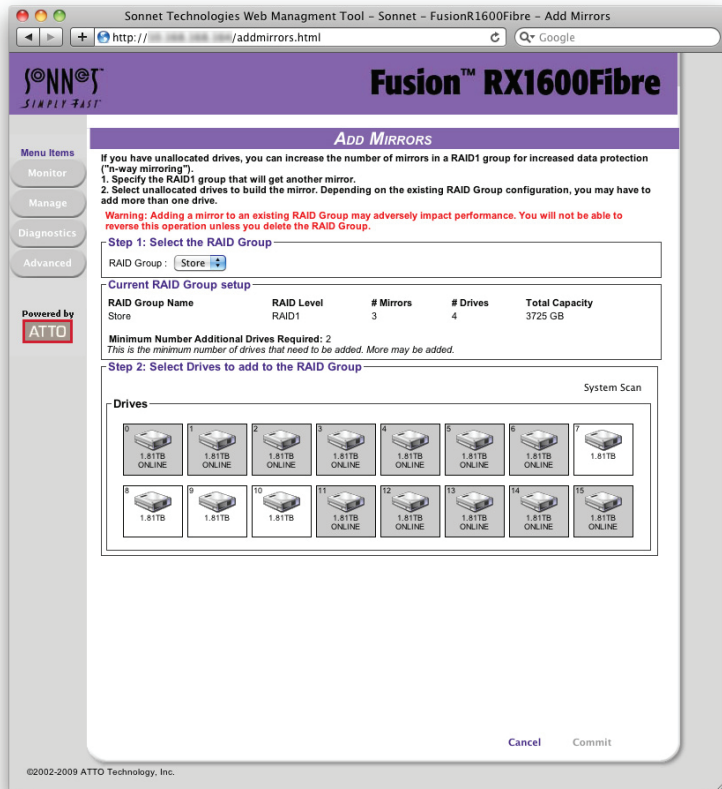 Sonnet Technologies Web Managment Tool – Sonnet – FusionR1600Fibre – Add Mirrors
http:// /addmirrors.html
Google
SONNET
SIMPLY FAST
Fusion™ RX1600Fibre
ADD MIRRORS
Menu Items
Monitor
Manage
Diagnostics
Advanced
Powered by
ATTO
If you have unallocated drives, you can increase the number of mirrors in a RAID1 group for increased data protection
("n-way mirroring").
1. Specify the RAID1 group that will get another mirror.
2. Select unallocated drives to build the mirror. Depending on the existing RAID Group configuration, you may have to
add more than one drive.
Warning: Adding a mirror to an existing RAID Group may adversely impact performance. You will not be able to
reverse this operation unless you delete the RAID Group.
Step 1: Select the RAID Group
RAID Group : Store
Current RAID Group setup
RAID Group Name RAID Level # Mirrors # Drives Total Capacity
Store RAID1 3 4 3725 GB
Minimum Number Additional Drives Required: 2
This is the minimum number of drives that need to be added. More may be added.
Step 2: Select Drives to add to the RAID Group
System Scan
Drives
0 1 2 3 4 5 6 7
1.81TB 1.81TB 1.81TB 1.81TB 1.81TB 1.81TB 1.81TB 1.81TB
ONLINE ONLINE ONLINE ONLINE ONLINE ONLINE ONLINE
8 9 10 11 12 13 14 15
1.81TB 1.81TB 1.81TB 1.81TB 1.81TB 1.81TB 1.81TB 1.81TB
ONLINE ONLINE ONLINE ONLINE ONLINE
Cancel Commit
©2002-2009 ATTO Technology, Inc.